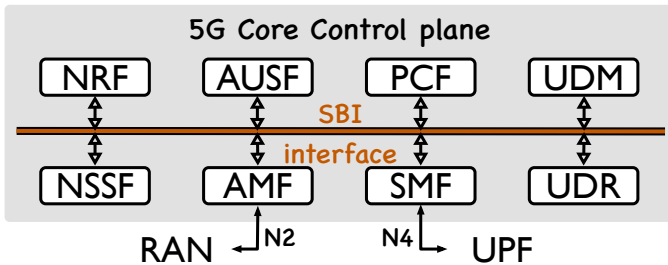 5G Core Control plane
NRF AUSF PCF UDM
SBI
interface
NSSF AMF SMF UDR
N2 N4
RAN UPF